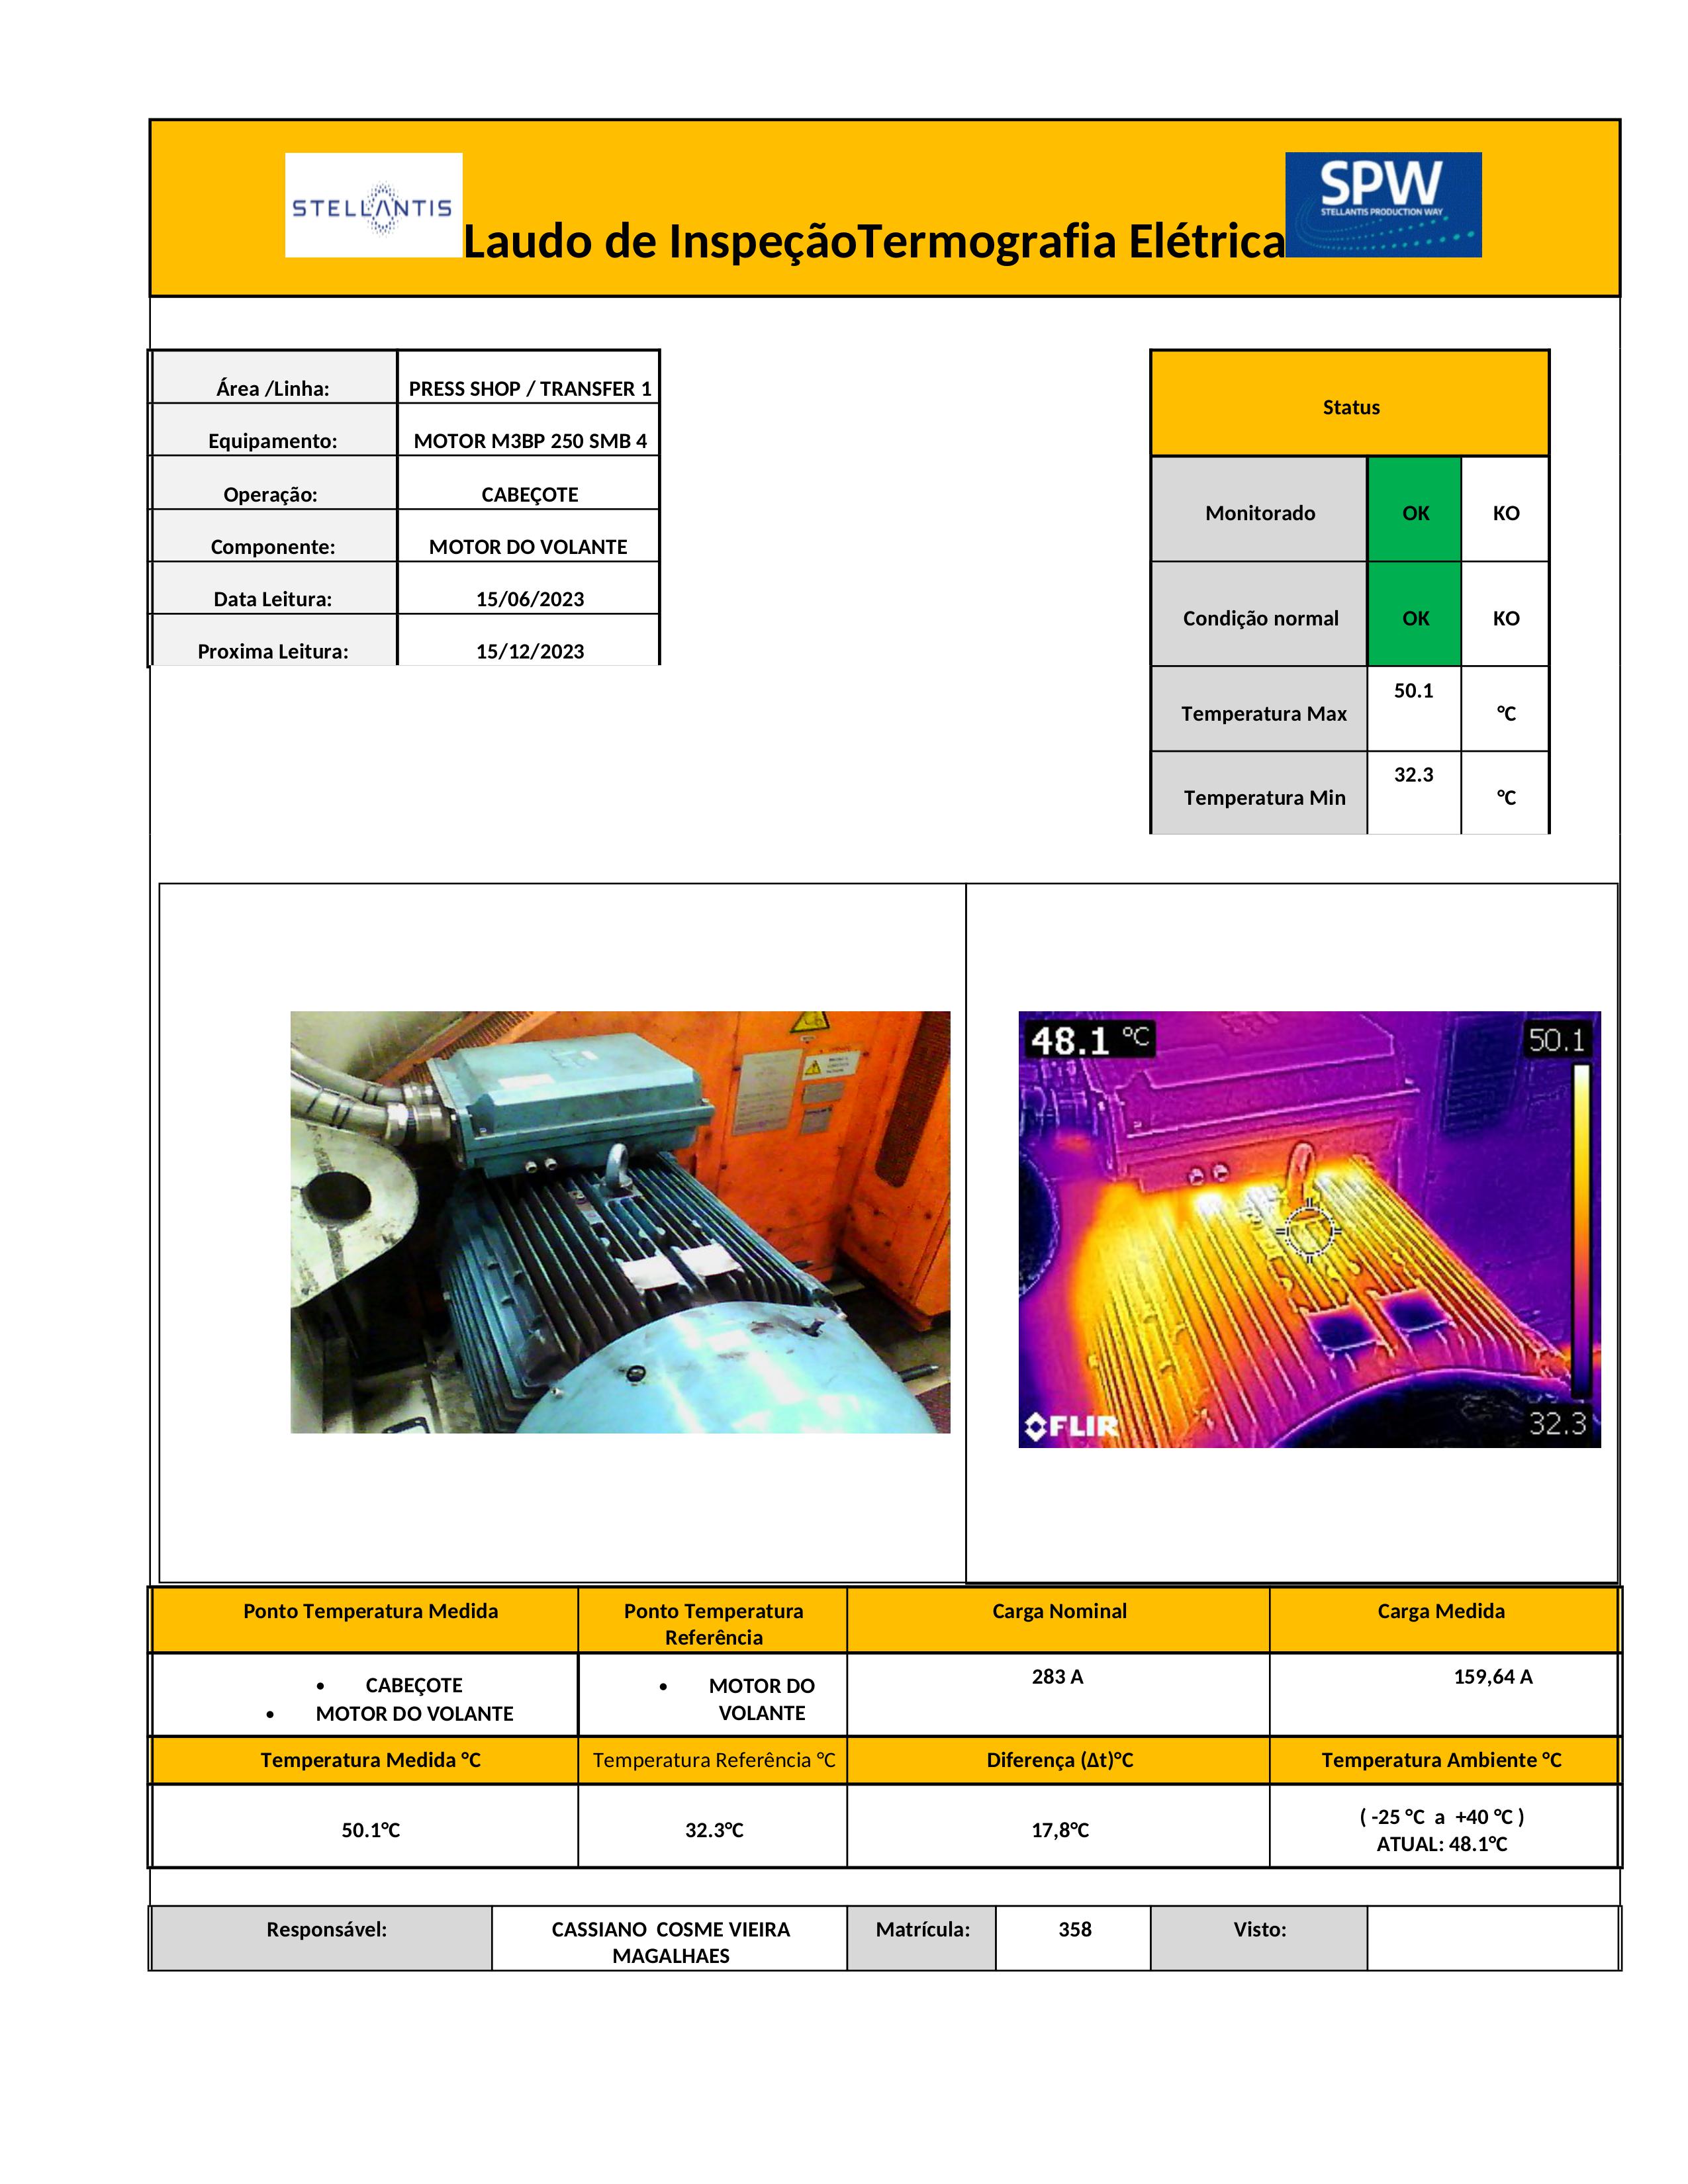 STELLANTIS
Laudo de InspeçãoTermografia Elétrica
SPW
STELLANTIS PRODUCTION WAY
Área /Linha: PRESS SHOP / TRANSFER 1
Equipamento: MOTOR M3BP 250 SMB 4
Operação: CABEÇOTE
Componente: MOTOR DO VOLANTE
Data Leitura: 15/06/2023
Proxima Leitura: 15/12/2023
Status
Monitorado OK KO
Condição normal OK KO
Temperatura Max 50.1 °C
Temperatura Min 32.3 °C
48.1 °C
50.1
FLIR
32.3
Ponto Temperatura Medida
Ponto Temperatura
Referência
Carga Nominal
Carga Medida
• CABEÇOTE
• MOTOR DO VOLANTE
• MOTOR DO
VOLANTE
283 A
159,64 A
Temperatura Medida °C
Temperatura Referência °C
Diferença (Δt)°C
Temperatura Ambiente °C
50.1°C
32.3°C
17,8°C
( -25 °C a +40 °C )
ATUAL: 48.1°C
Responsável:
CASSIANO COSME VIEIRA
MAGALHAES
Matrícula:
358
Visto: